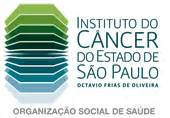 INSTITUTO DO
CÂNCER
DO ESTADO DE
SÃO PAULO
OCTAVIO FRIAS DE OLIVEIRA
ORGANIZAÇÃO SOCIAL DE SAÚDE